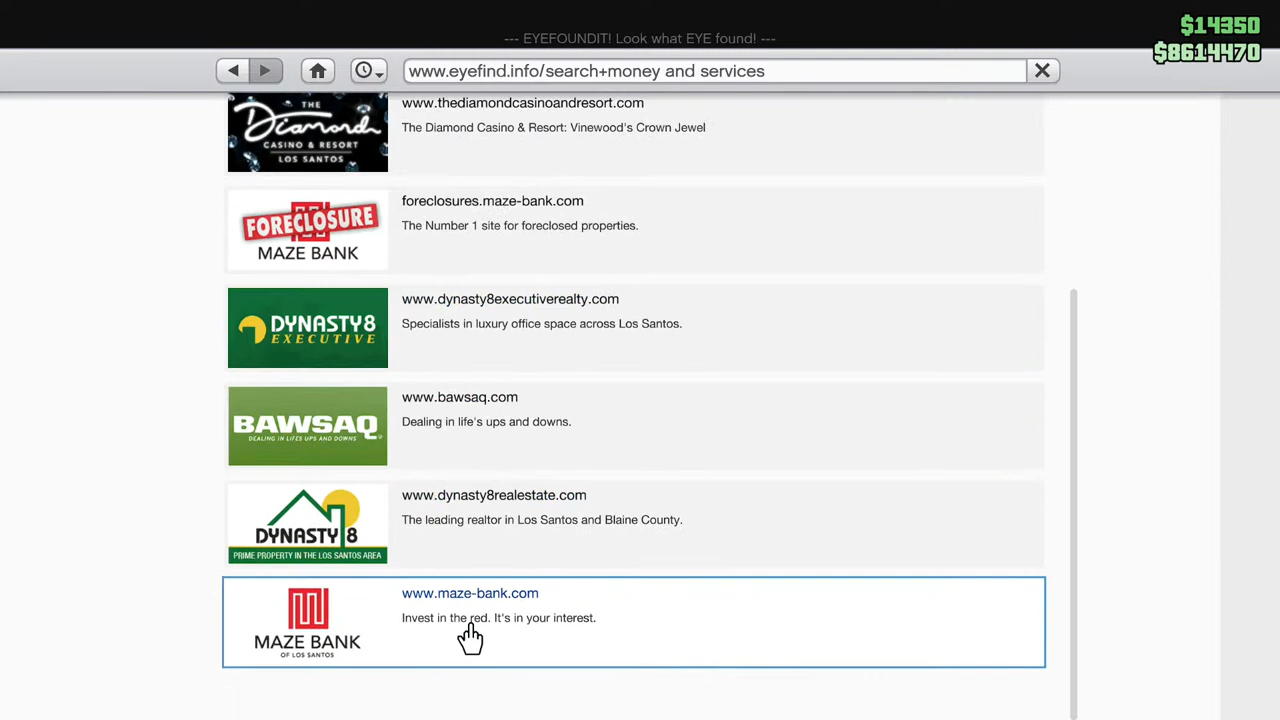 $14350
--- EYEFOUNDIT! Look what EYE found! ---
$8614470
www.eyefind.info/search+money and services
THE
Diamond
CASINO & RESORT
LOS SANTOS
www.thediamondcasinoandresort.com
The Diamond Casino & Resort: Vinewood's Crown Jewel
FORECLOSURE
MAZE BANK
foreclosures.maze-bank.com
The Number 1 site for foreclosed properties.
DYNASTY8
EXECUTIVE
www.dynasty8executiverealty.com
Specialists in luxury office space across Los Santos.
BAWSAQ
DEALING IN LIFES UPS AND DOWNS
www.bawsaq.com
Dealing in life's ups and downs.
DYNASTY 8
PRIME PROPERTY IN THE LOS SANTOS AREA
www.dynasty8realestate.com
The leading realtor in Los Santos and Blaine County.
MAZE BANK
OF LOS SANTOS
www.maze-bank.com
Invest in the red. It's in your interest.